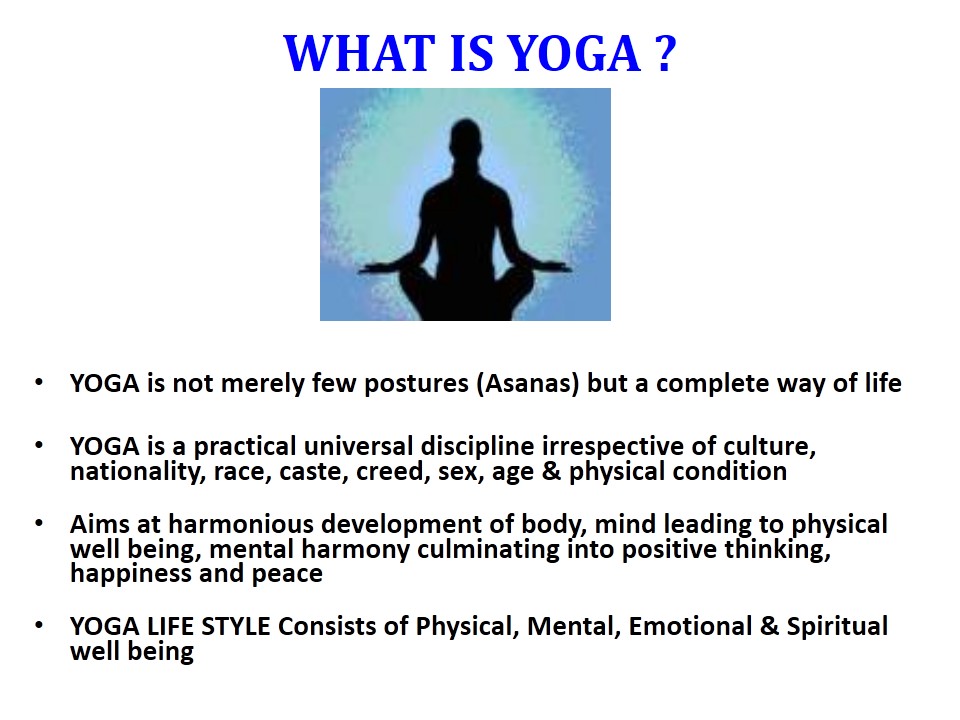 WHAT IS YOGA ?
• YOGA is not merely few postures (Asanas) but a complete way of life
• YOGA is a practical universal discipline irrespective of culture,
nationality, race, caste, creed, sex, age & physical condition
• Aims at harmonious development of body, mind leading to physical
well being, mental harmony culminating into positive thinking,
happiness and peace
• YOGA LIFE STYLE Consists of Physical, Mental, Emotional & Spiritual
well being